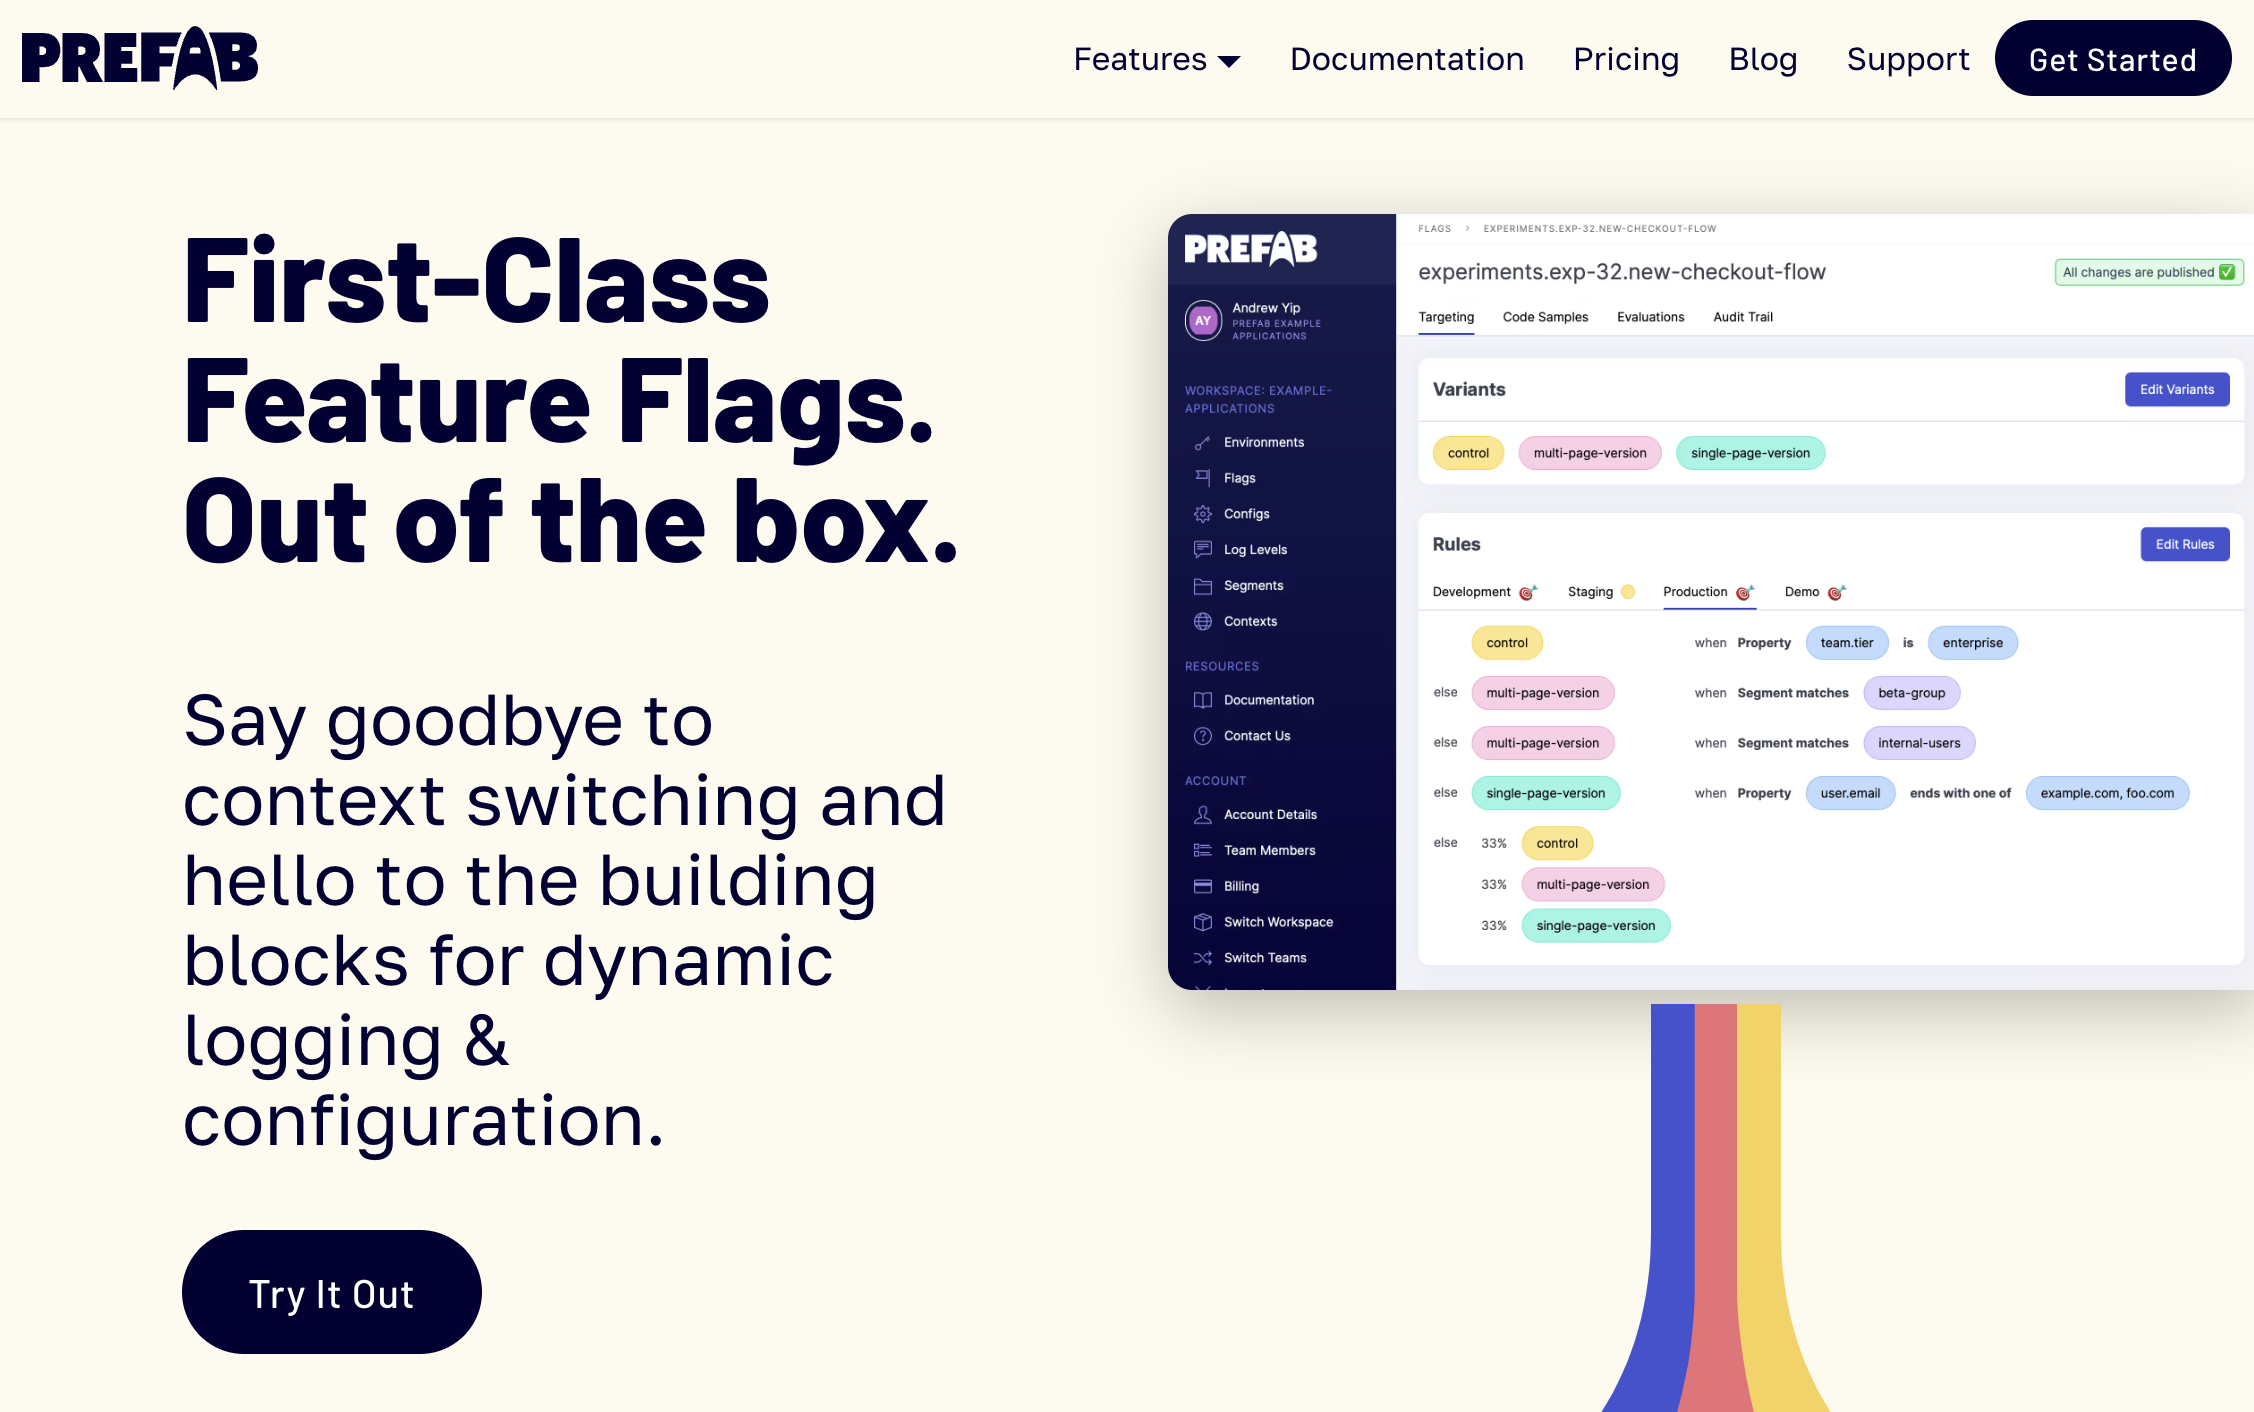 PREFAB
Features
Documentation
Pricing
Blog
Support
Get Started
First-Class
Feature Flags.
Out of the box.
Say goodbye to
context switching and
hello to the building
blocks for dynamic
logging &
configuration.
Try It Out
PREFAB
AY
Andrew Yip
PREFAB EXAMPLE
APPLICATIONS
WORKSPACE: EXAMPLE-
APPLICATIONS
Environments
Flags
Configs
Log Levels
Segments
Contexts
RESOURCES
Documentation
Contact Us
ACCOUNT
Account Details
Team Members
Billing
Switch Workspace
Switch Teams
FLAGS > EXPERIMENTS.EXP-32.NEW-CHECKOUT-FLOW
experiments.exp-32.new-checkout-flow
All changes are published
Targeting Code Samples Evaluations Audit Trail
Variants
Edit Variants
control multi-page-version single-page-version
Rules
Edit Rules
Development Staging Production Demo
control when Property team.tier is enterprise
else multi-page-version when Segment matches beta-group
else multi-page-version when Segment matches internal-users
else single-page-version when Property user.email ends with one of example.com, foo.com
else 33% control
33% multi-page-version
33% single-page-version